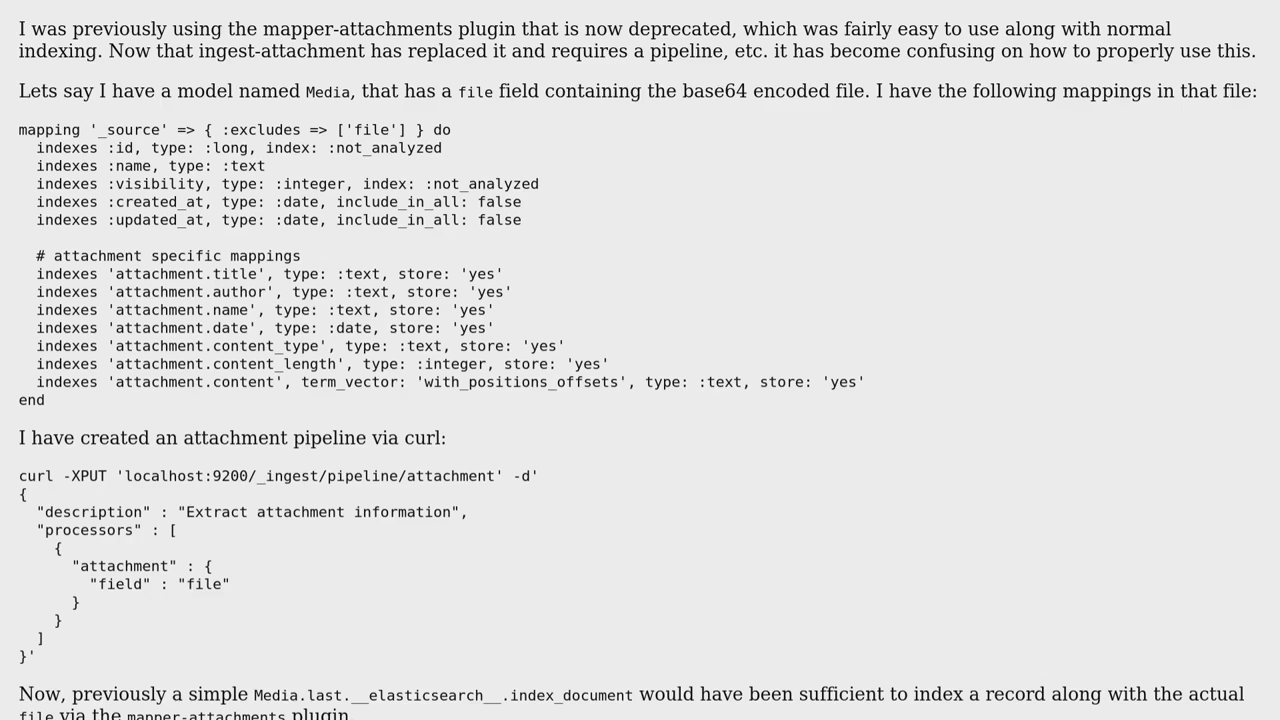 I was previously using the mapper-attachments plugin that is now deprecated, which was fairly easy to use along with normal
indexing. Now that ingest-attachment has replaced it and requires a pipeline, etc. it has become confusing on how to properly use this.
Lets say I have a model named Media, that has a file field containing the base64 encoded file. I have the following mappings in that file:
mapping '_source' => { :excludes => ['file'] } do
  indexes :id, type: :long, index: :not_analyzed
  indexes :name, type: :text
  indexes :visibility, type: :integer, index: :not_analyzed
  indexes :created_at, type: :date, include_in_all: false
  indexes :updated_at, type: :date, include_in_all: false
  # attachment specific mappings
  indexes 'attachment.title', type: :text, store: 'yes'
  indexes 'attachment.author', type: :text, store: 'yes'
  indexes 'attachment.name', type: :text, store: 'yes'
  indexes 'attachment.date', type: :date, store: 'yes'
  indexes 'attachment.content_type', type: :text, store: 'yes'
  indexes 'attachment.content_length', type: :integer, store: 'yes'
  indexes 'attachment.content', term_vector: 'with_positions_offsets', type: :text, store: 'yes'
end
I have created an attachment pipeline via curl:
curl -XPUT 'localhost:9200/_ingest/pipeline/attachment' -d'
{
  "description" : "Extract attachment information",
  "processors" : [
    {
      "attachment" : {
        "field" : "file"
      }
    }
  ]
}'
Now, previously a simple Media.last.__elasticsearch__.index_document would have been sufficient to index a record along with the actual
file via the mapper-attachments plugin.